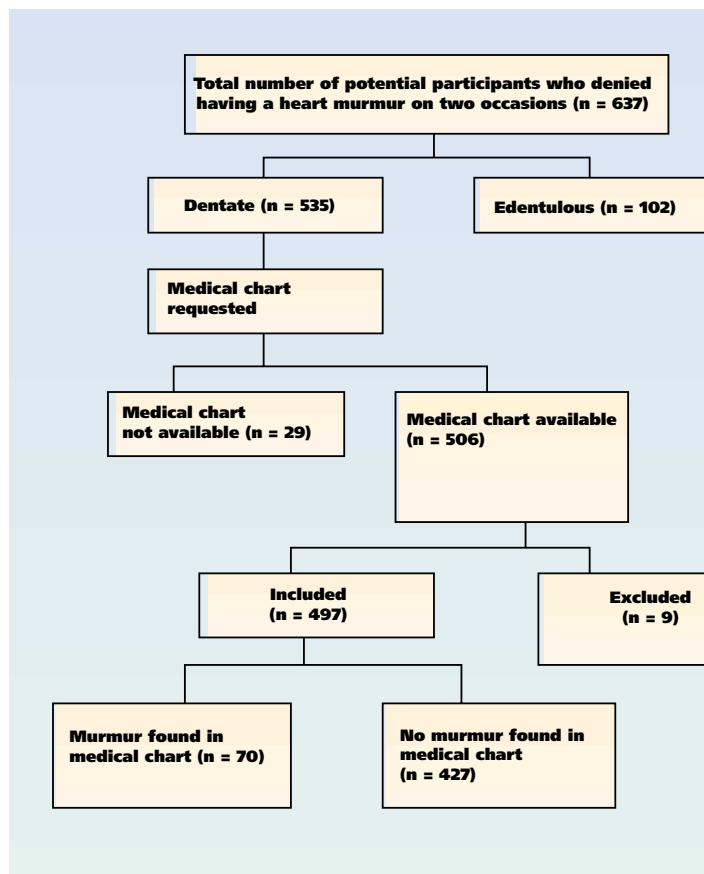 Total number of potential participants who denied
having a heart murmur on two occasions (n = 637)
Dentate (n = 535)
Edentulous (n = 102)
Medical chart
requested
Medical chart
not available (n = 29)
Medical chart available
(n = 506)
Included
(n = 497)
Excluded
(n = 9)
Murmur found in
medical chart (n = 70)
No murmur found in
medical chart
(n = 427)